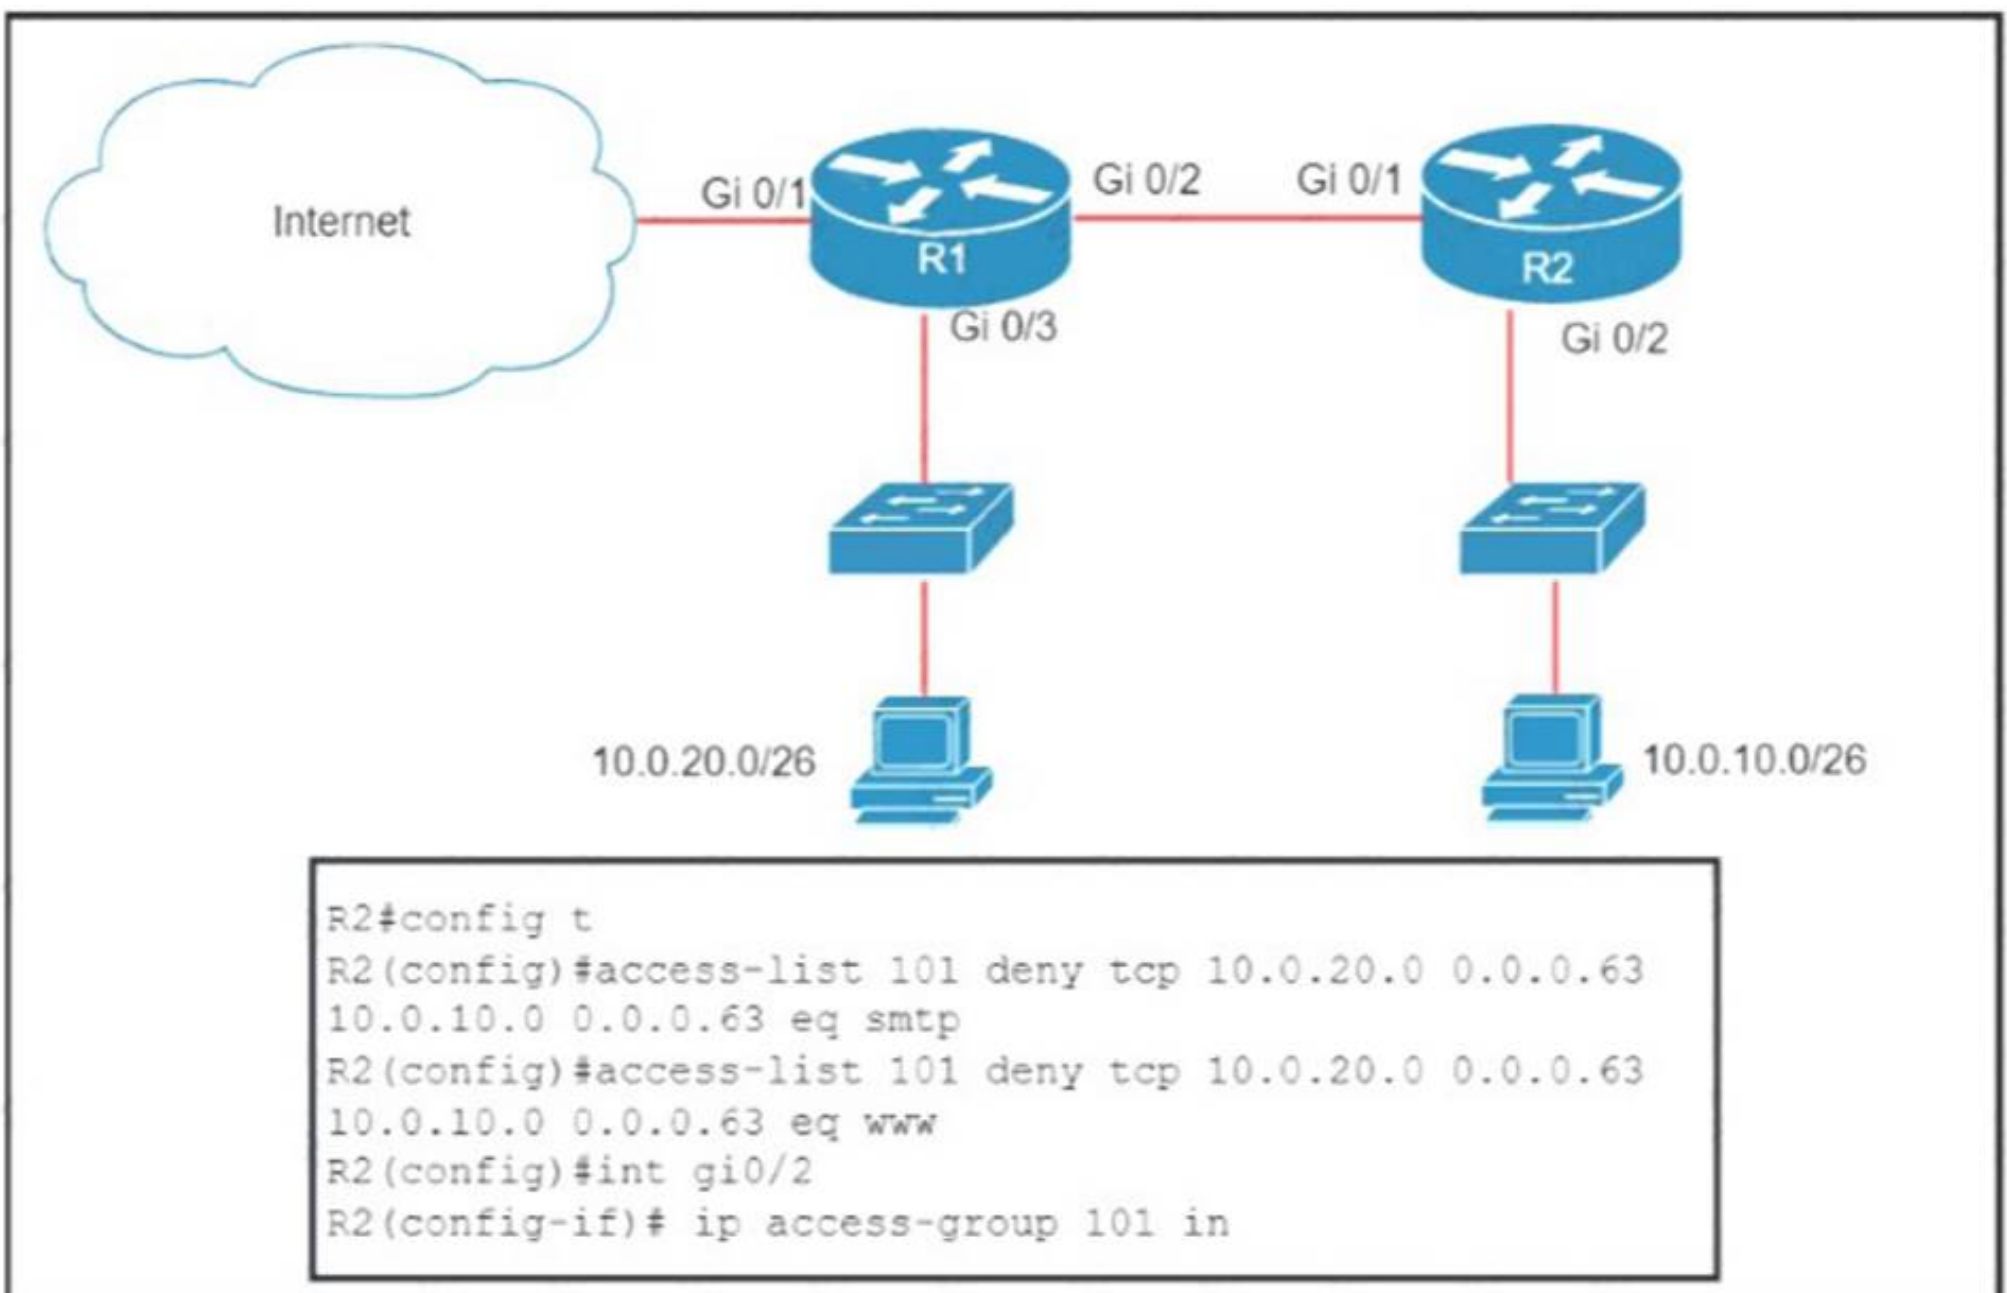 Internet
Gi 0/1
R1
Gi 0/2
Gi 0/1
R2
Gi 0/3
Gi 0/2
10.0.20.0/26
10.0.10.0/26
R2#config t
R2(config)#access-list 101 deny tcp 10.0.20.0 0.0.0.63
10.0.10.0 0.0.0.63 eq smtp
R2(config)#access-list 101 deny tcp 10.0.20.0 0.0.0.63
10.0.10.0 0.0.0.63 eq www
R2(config)#int gi0/2
R2(config-if)# ip access-group 101 in